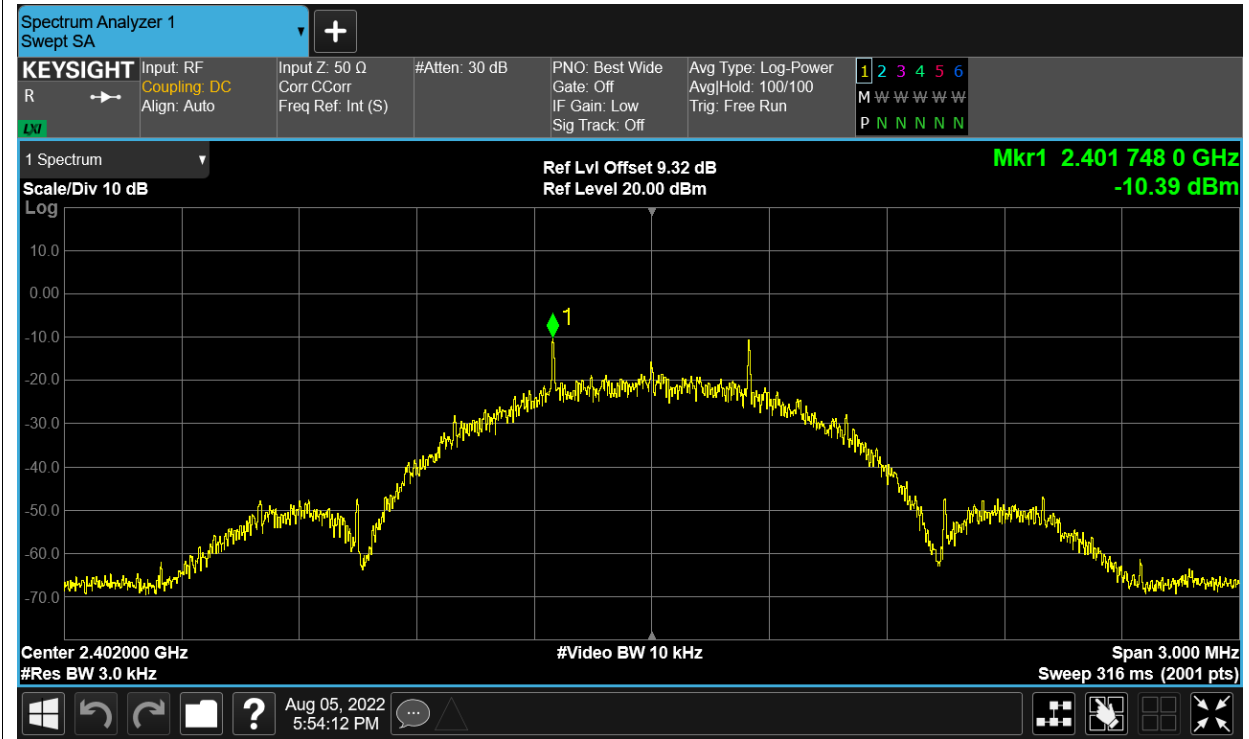 Spectrum Analyzer 1
Swept SA
+
KEYSIGHT
R
LXI
Input: RF
Coupling: DC
Align: Auto
Input Z: 50 Ω
Corr CCorr
Freq Ref: Int (S)
#Atten: 30 dB
PNO: Best Wide
Gate: Off
IF Gain: Low
Sig Track: Off
Avg Type: Log-Power
Avg|Hold: 100/100
Trig: Free Run
1 2 3 4 5 6
M W W W W W
P N N N N N
1 Spectrum
Scale/Div 10 dB
Ref Lvl Offset 9.32 dB
Ref Level 20.00 dBm
Mkr1 2.401 748 0 GHz
-10.39 dBm
Log
10.0
0.00
-10.0
-20.0
-30.0
-40.0
-50.0
-60.0
-70.0
1
Center 2.402000 GHz
#Res BW 3.0 kHz
#Video BW 10 kHz
Span 3.000 MHz
Sweep 316 ms (2001 pts)
?
Aug 05, 2022
5:54:12 PM